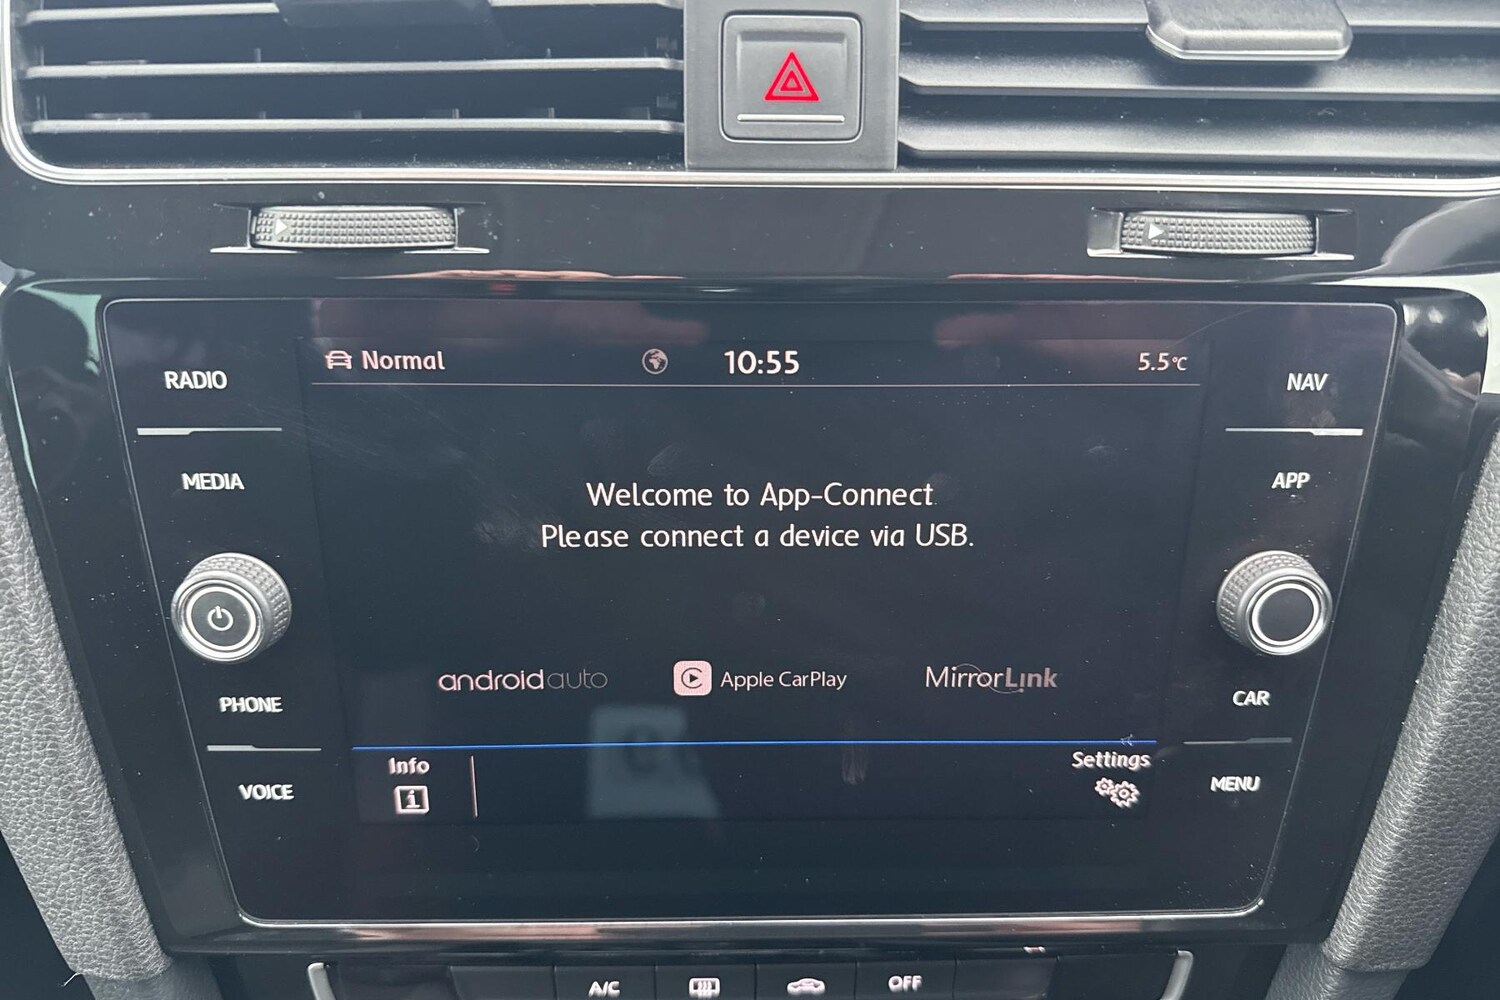 Normal 10:55 5.5°C
RADIO
NAV
MEDIA
APP
Welcome to App-Connect
Please connect a device via USB.
androidauto Apple CarPlay MirrorLink
PHONE
CAR
Info Settings
VOICE
MENU
A/C OFF